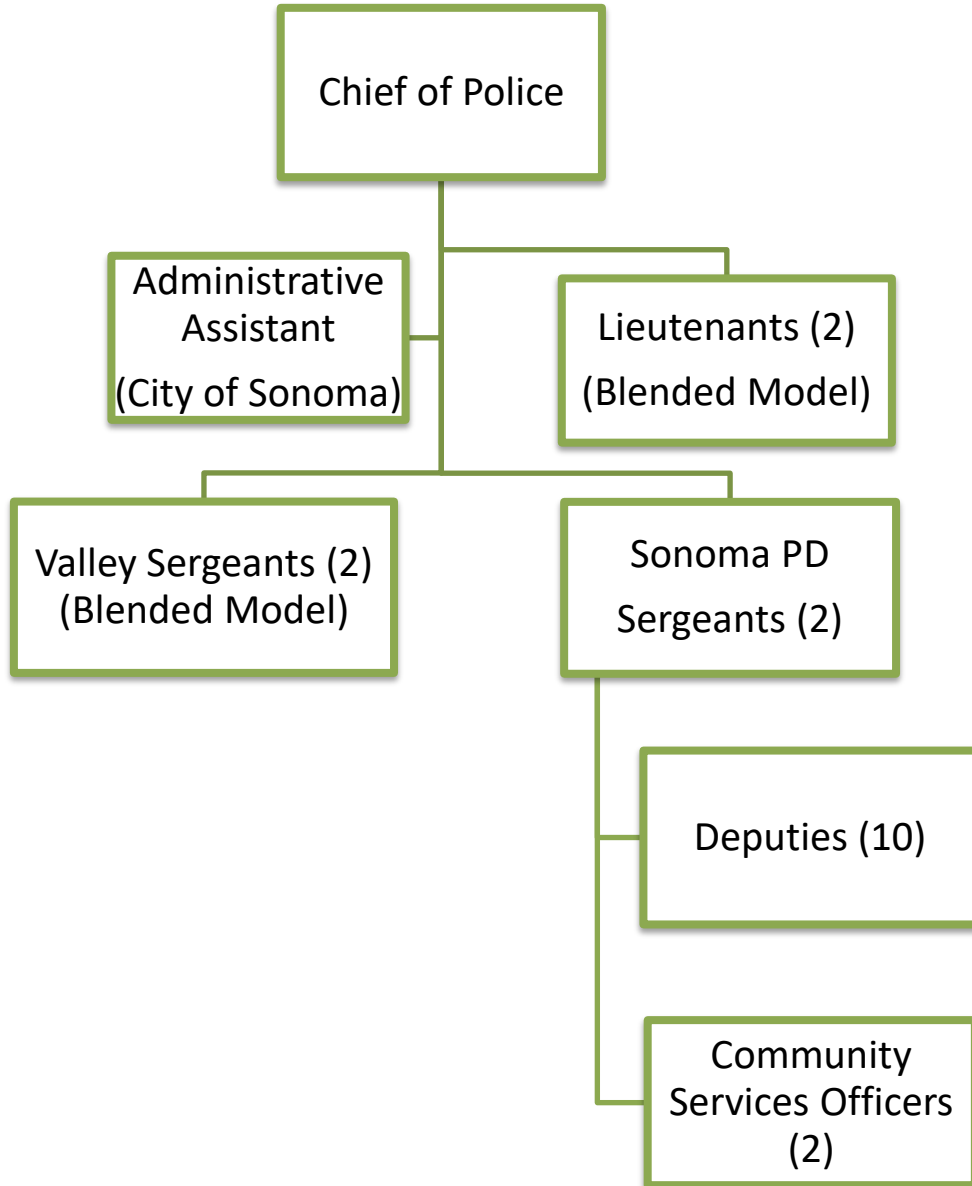 Chief of Police
Administrative
Assistant
(City of Sonoma)
Lieutenants (2)
(Blended Model)
Valley Sergeants (2)
(Blended Model)
Sonoma PD
Sergeants (2)
Deputies (10)
Community
Services Officers
(2)